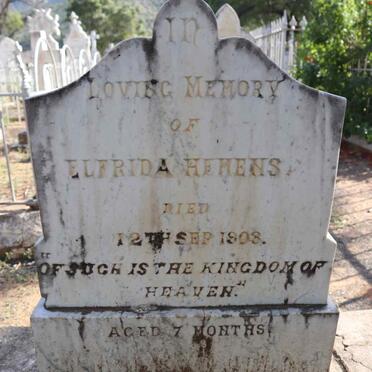 IN
LOVING MEMORY
OF
ELFRIDA HEMENS.
DIED
12TH SEP 1908.
"OF SUCH IS THE KINGDOM OF
HEAVEN."
AGED 7 MONTHS.